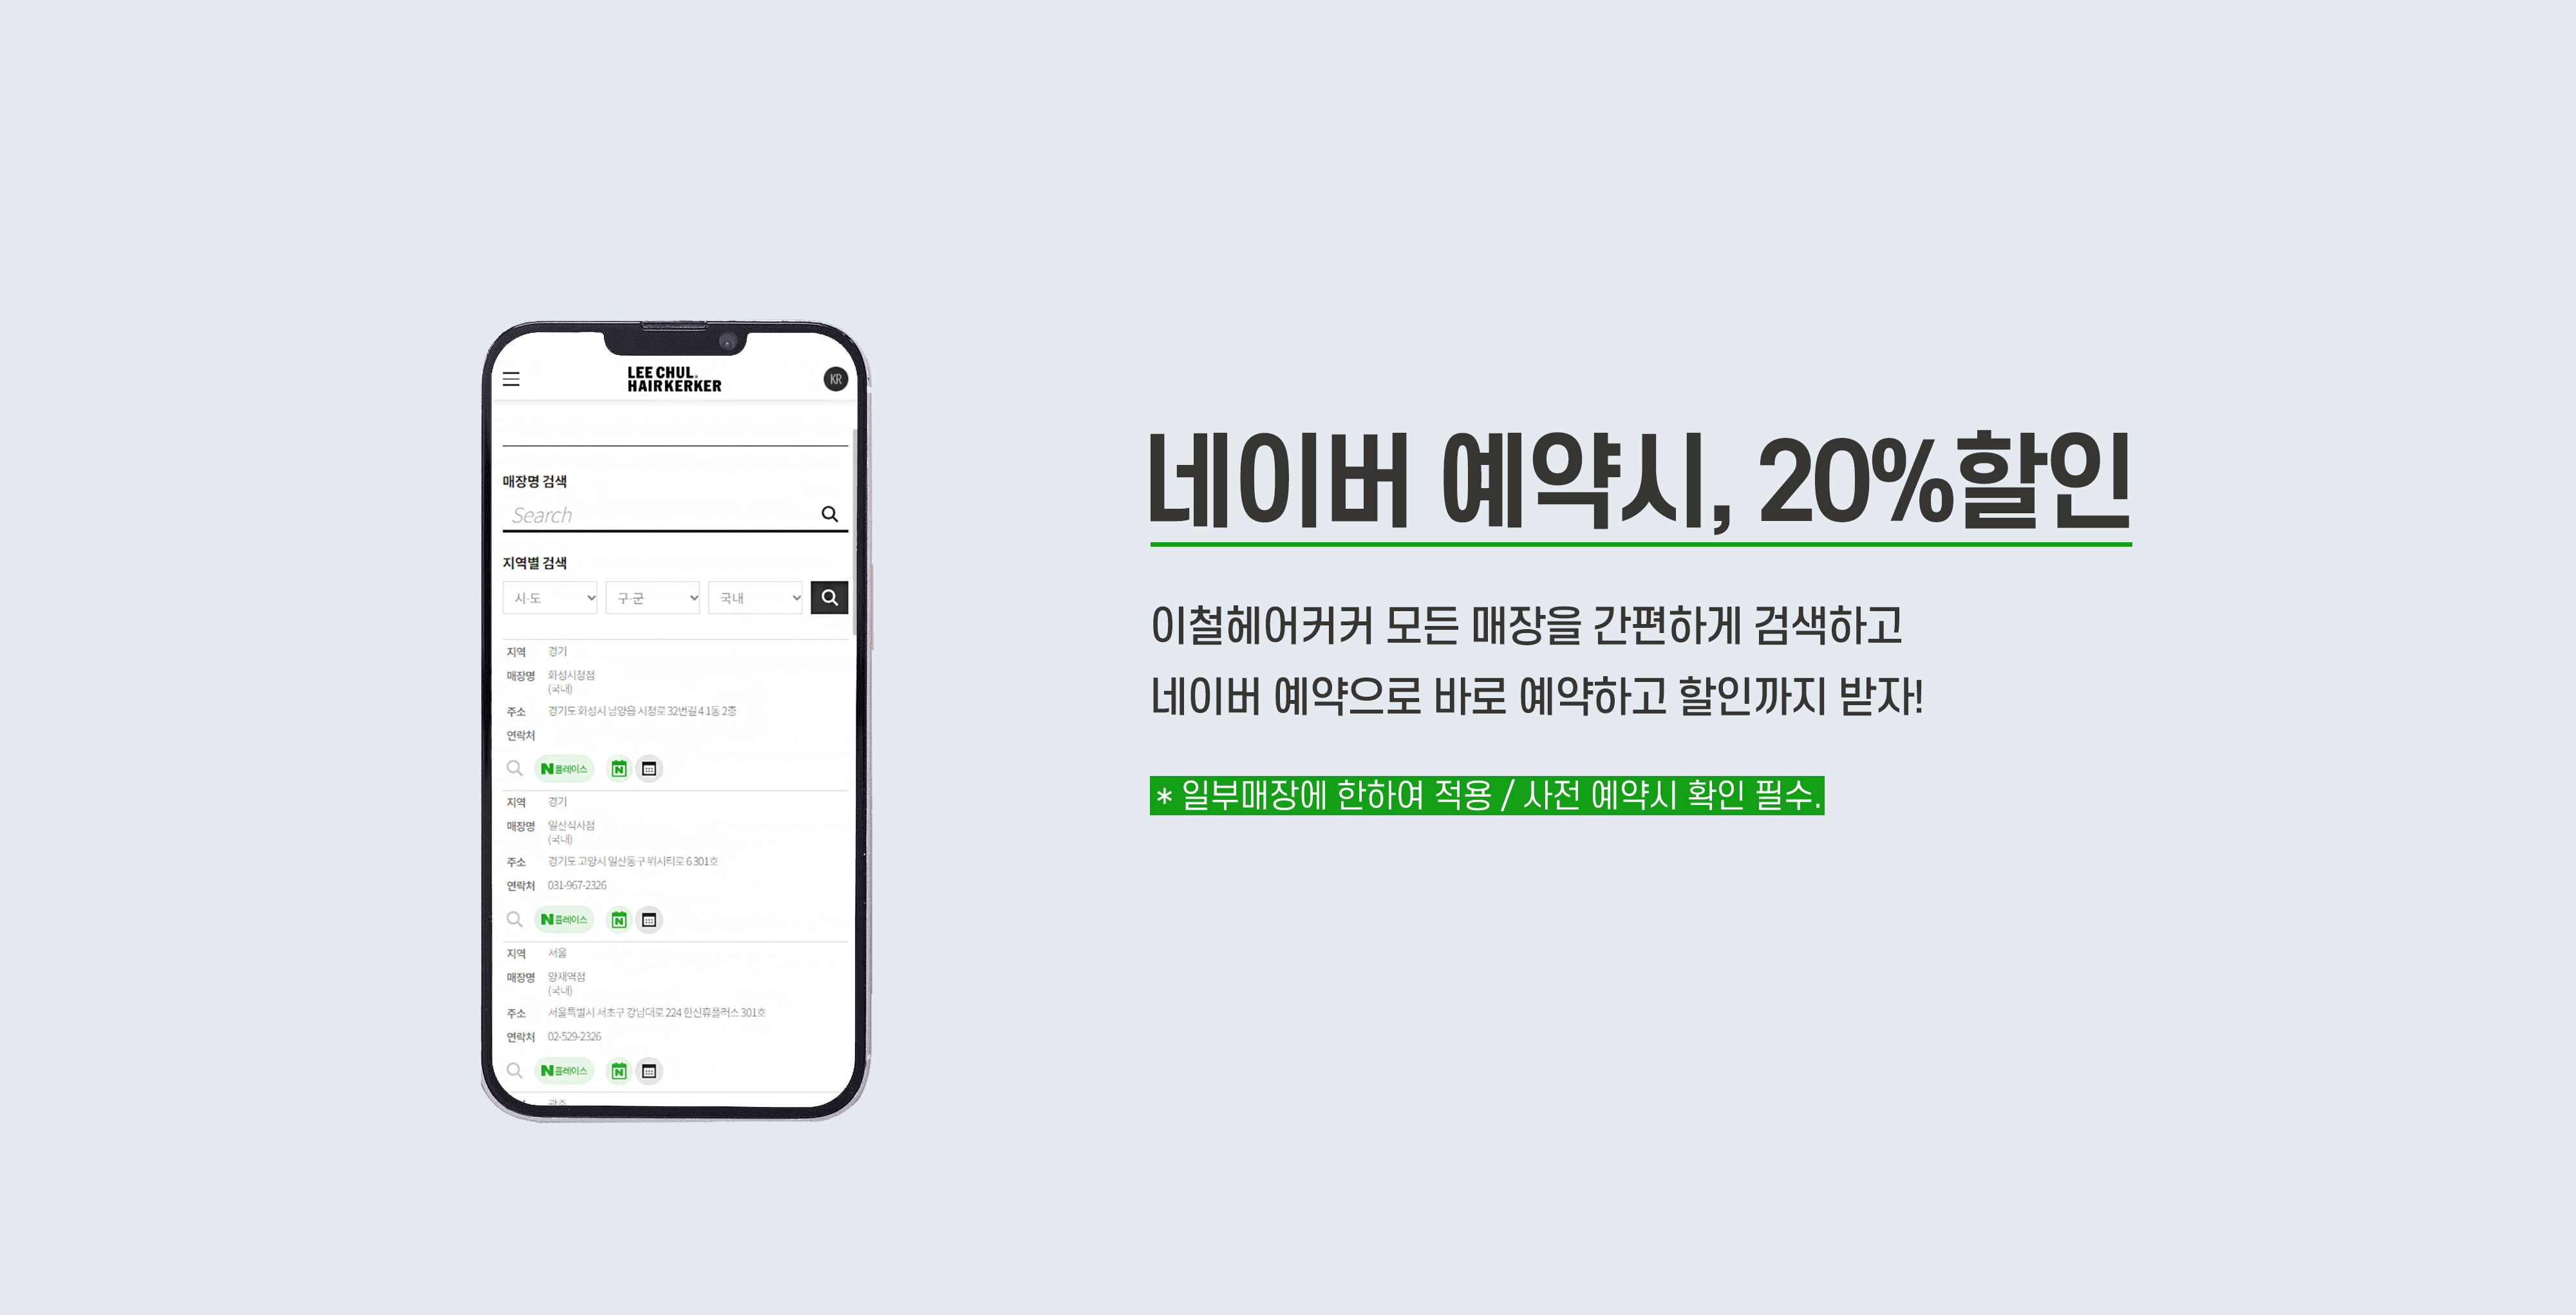 LEE CHUL.
HAIRKERKER
KR
매장명 검색
Search
지역별 검색
시·도
구·군
국내
지역 경기
매장명 화성시청점
(국내)
주소 경기도 화성시 남양읍 시청로 32번길 4 1동 2층
연락처
N플레이스
N
지역 경기
매장명 일산식사점
(국내)
주소 경기도 고양시 일산동구 위시티로 6 301호
연락처 031-967-2326
N플레이스
N
지역 서울
매장명 양재역점
(국내)
주소 서울특별시 서초구 강남대로 224 한신휴플러스 301호
연락처 02-529-2326
N플레이스
N
네이버 예약시, 20%할인
이철헤어커커 모든 매장을 간편하게 검색하고
네이버 예약으로 바로 예약하고 할인까지 받자!
* 일부매장에 한하여 적용 / 사전 예약시 확인 필수.